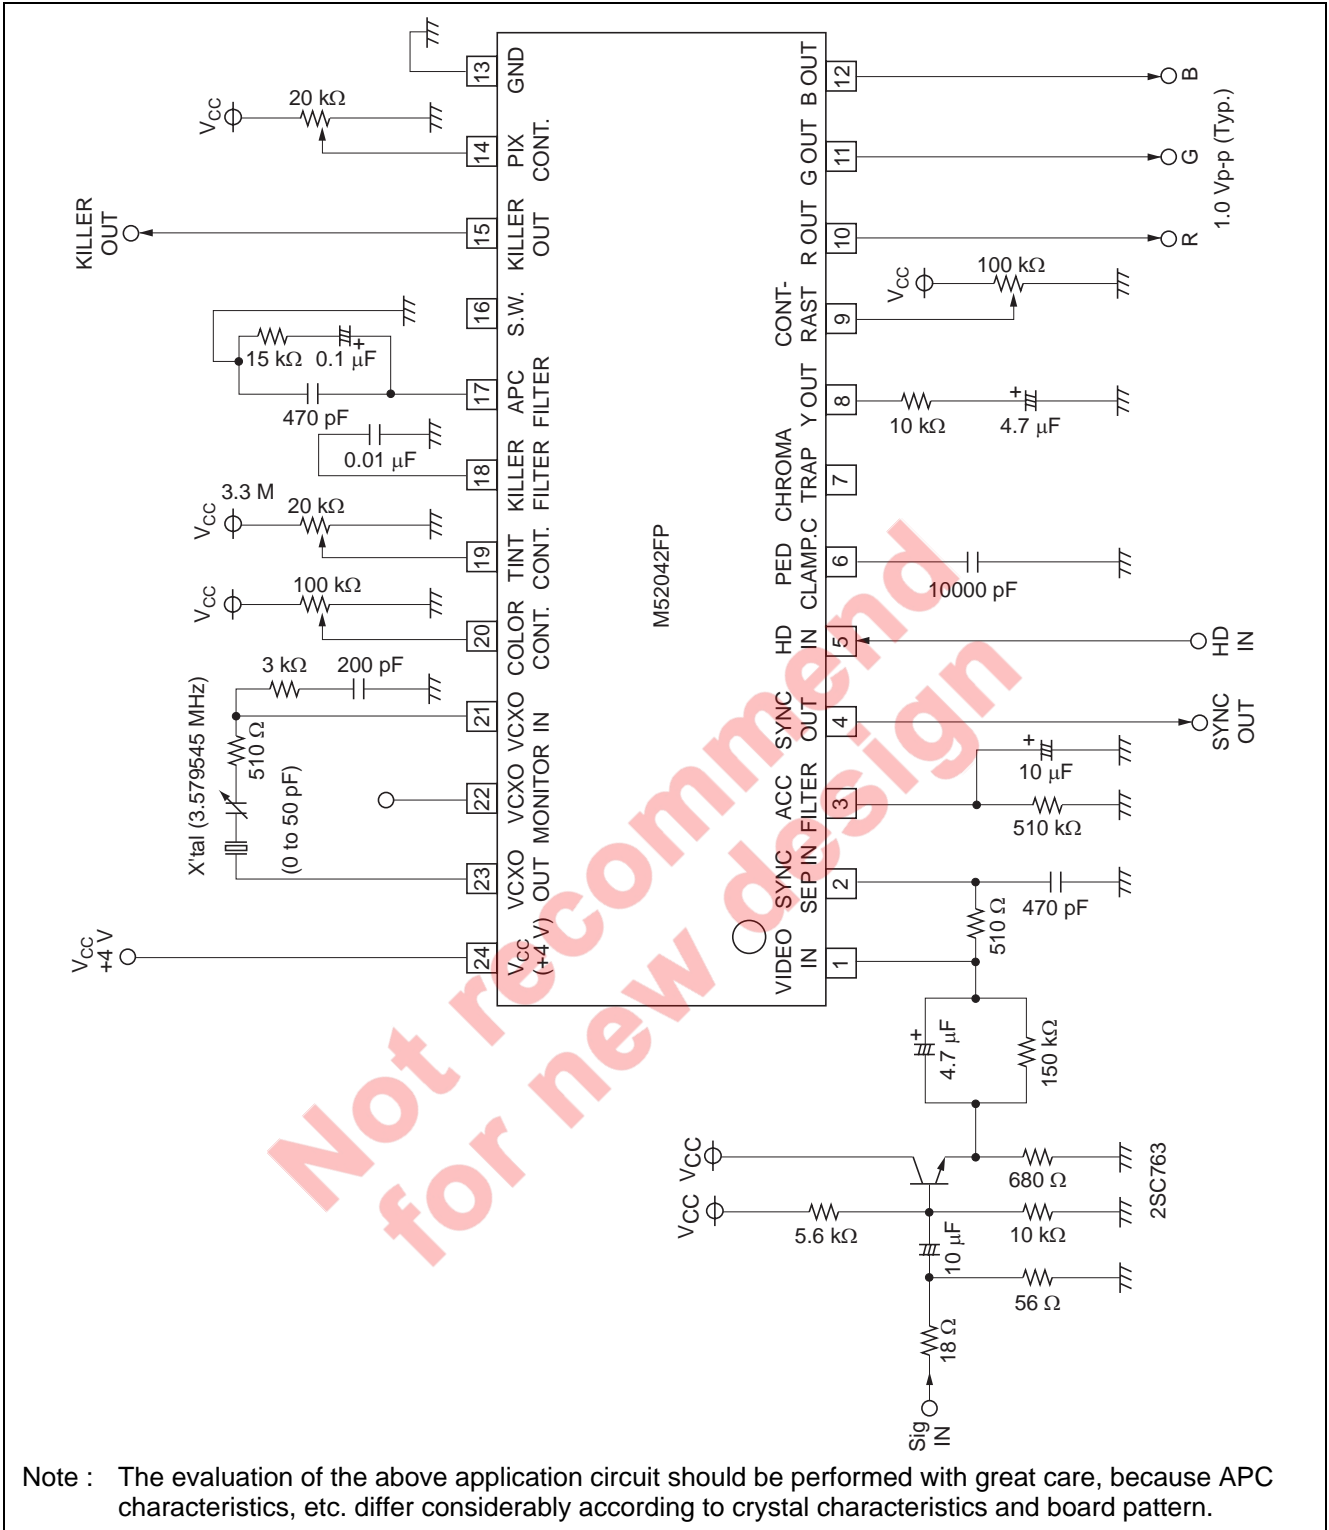 13
GND
20 kΩ
VCC
14
PIX
CONT.
KILLER
OUT
15
KILLER
OUT
16
S.W.
15 kΩ
0.1 µF
+
470 pF
17
APC
FILTER
0.01 µF
18
KILLER
FILTER
3.3 M
VCC
20 kΩ
19
TINT
CONT.
VCC
100 kΩ
20
COLOR
CONT.
3 kΩ
200 pF
21
VCXO
IN
510 Ω
X'tal (3.579545 MHz)
(0 to 50 pF)
22
VCXO
MONITOR
23
VCXO
OUT
VCC
+4 V
24
VCC
(+4 V)
M52042FP
B OUT
12
B
G OUT
11
G
1.0 Vp-p (Typ.)
R OUT
10
R
CONT-
RAST
9
VCC
100 kΩ
Y OUT
8
10 kΩ
+
4.7 µF
CHROMA
TRAP
7
PED
CLAMP.C
6
10000 pF
HD
IN
5
HD
IN
SYNC
OUT
4
SYNC
OUT
ACC
FILTER
3
+
10 µF
510 kΩ
SYNC
SEP IN
2
470 pF
510 Ω
VIDEO
IN
1
+
4.7 µF
150 kΩ
VCC
680 Ω
2SC763
VCC
5.6 kΩ
10 kΩ
10 µF
56 Ω
18 Ω
Sig
IN
Not recommend
for new design
Note : The evaluation of the above application circuit should be performed with great care, because APC
characteristics, etc. differ considerably according to crystal characteristics and board pattern.